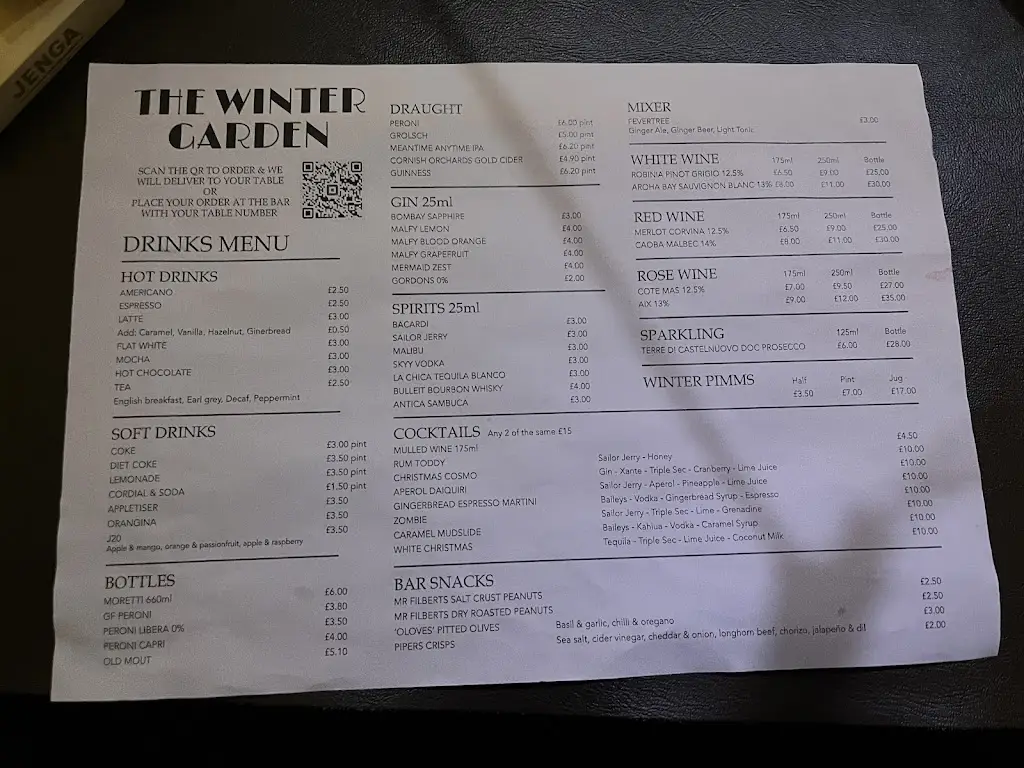 JENGA
THE WINTER
GARDEN
SCAN THE QR TO ORDER & WE
WILL DELIVER TO YOUR TABLE
OR
PLACE YOUR ORDER AT THE BAR
WITH YOUR TABLE NUMBER
DRINKS MENU
HOT DRINKS
AMERICANO £2.50
ESPRESSO £2.50
LATTE £3.00
Add: Caramel, Vanilla, Hazelnut, Ginerbread £0.50
FLAT WHITE £3.00
MOCHA £3.00
HOT CHOCOLATE £3.00
TEA £2.50
English breakfast, Earl grey, Decaf, Peppermint
SOFT DRINKS
COKE £3.00 pint
DIET COKE £3.50 pint
LEMONADE £3.50 pint
CORDIAL & SODA £1.50 pint
APPLETISER £3.50
ORANGINA £3.50
J20 £3.50
Apple & mango, orange & passionfruit, apple & raspberry
BOTTLES
MORETTI 660ml £6.00
GF PERONI £3.80
PERONI LIBERA 0% £3.50
PERONI CAPRI £4.00
OLD MOUT £5.10
DRAUGHT
PERONI £6.00 pint
GROLSCH £5.00 pint
MEANTIME ANYTIME IPA £6.20 pint
CORNISH ORCHARDS GOLD CIDER £4.90 pint
GUINNESS £6.20 pint
GIN 25ml
BOMBAY SAPPHIRE £3.00
MALFY LEMON £4.00
MALFY BLOOD ORANGE £4.00
MALFY GRAPEFRUIT £4.00
MERMAID ZEST £4.00
GORDONS 0% £2.00
SPIRITS 25ml
BACARDI £3.00
SAILOR JERRY £3.00
MALIBU £3.00
SKYY VODKA £3.00
LA CHICA TEQUILA BLANCO £3.00
BULLEIT BOURBON WHISKY £4.00
ANTICA SAMBUCA £3.00
MIXER
FEVERTREE £3.00
Ginger Ale, Ginger Beer, Light Tonic
WHITE WINE 175ml 250ml Bottle
ROBINIA PINOT GRIGIO 12.5% £6.50 £9.00 £25.00
AROHA BAY SAUVIGNON BLANC 13% £8.00 £11.00 £30.00
RED WINE 175ml 250ml Bottle
MERLOT CORVINA 12.5% £6.50 £9.00 £25.00
CAOBA MALBEC 14% £8.00 £11.00 £30.00
ROSE WINE 175ml 250ml Bottle
COTE MAS 12.5% £7.00 £9.50 £27.00
AIX 13% £9.00 £12.00 £35.00
SPARKLING 125ml Bottle
TERRE DI CASTELNUOVO DOC PROSECCO £6.00 £28.00
WINTER PIMMS Half Pint Jug
£3.50 £7.00 £17.00
COCKTAILS Any 2 of the same £15
MULLED WINE 175ml £4.50
RUM TODDY Sailor Jerry - Honey £10.00
CHRISTMAS COSMO Gin - Xante - Triple Sec - Cranberry - Lime Juice £10.00
APEROL DAIQUIRI Sailor Jerry - Aperol - Pineapple - Lime Juice £10.00
GINGERBREAD ESPRESSO MARTINI Baileys - Vodka - Gingerbread Syrup - Espresso £10.00
ZOMBIE Sailor Jerry - Triple Sec - Lime - Grenadine £10.00
CARAMEL MUDSLIDE Baileys - Kahlua - Vodka - Caramel Syrup £10.00
WHITE CHRISTMAS Tequila - Triple Sec - Lime Juice - Coconut Milk £10.00
BAR SNACKS
MR FILBERTS SALT CRUST PEANUTS £2.50
MR FILBERTS DRY ROASTED PEANUTS £2.50
'OLOVES' PITTED OLIVES Basil & garlic, chilli & oregano £3.00
PIPERS CRISPS Sea salt, cider vinegar, cheddar & onion, longhorn beef, chorizo, jalapeño & dil £2.00